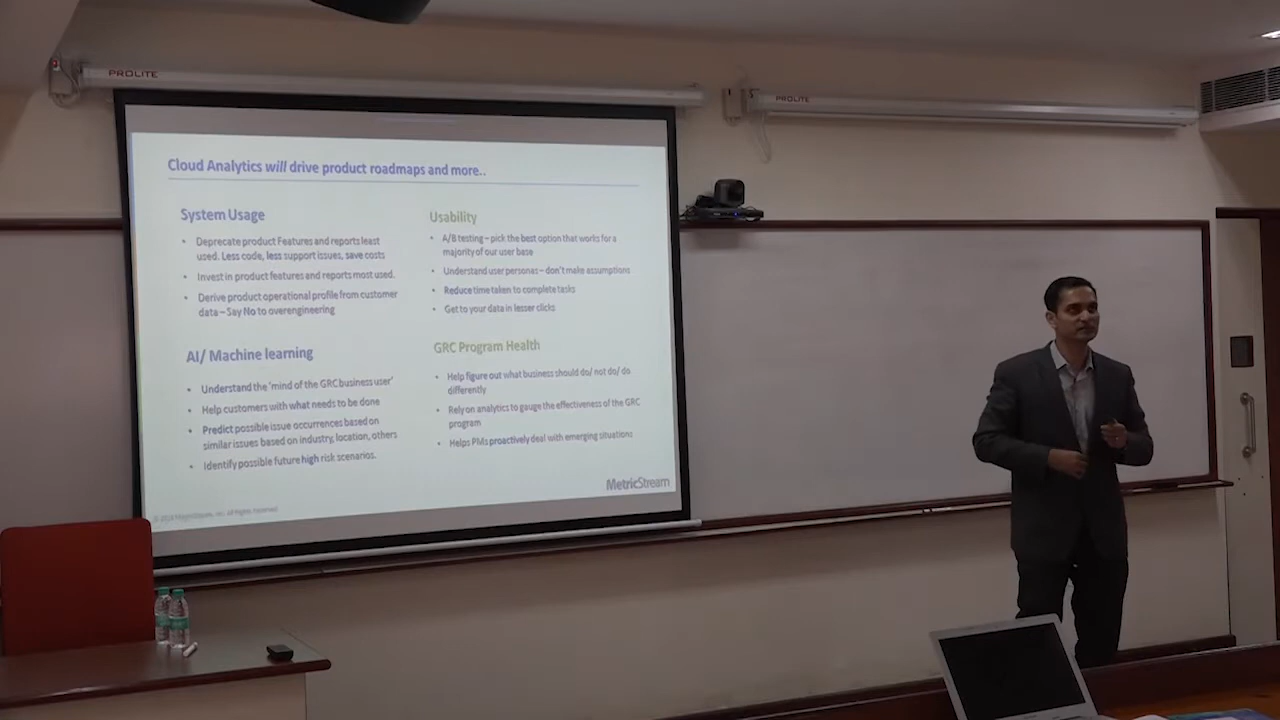 PROLITE
PROLITE
Cloud Analytics will drive product roadmaps and more..
System Usage
• Deprecate product Features and reports least
used. Less code, less support issues, save costs
• Invest in product features and reports most used.
• Derive product operational profile from customer
data – Say No to overengineering
Usability
• A/B testing – pick the best option that works for a
majority of our user base
• Understand user personas – don't make assumptions
• Reduce time taken to complete tasks
• Get to your data in lesser clicks
AI/ Machine learning
• Understand the 'mind of the GRC business user'
• Help customers with what needs to be done
• Predict possible issue occurrences based on
similar issues based on industry, location, others
• Identify possible future high risk scenarios.
GRC Program Health
• Help figure out what business should do/ not do/ do
differently
• Rely on analytics to gauge the effectiveness of the GRC
program
• Helps PMs proactively deal with emerging situations
MetricStream
MetricStream, Inc. All Rights Reserved.